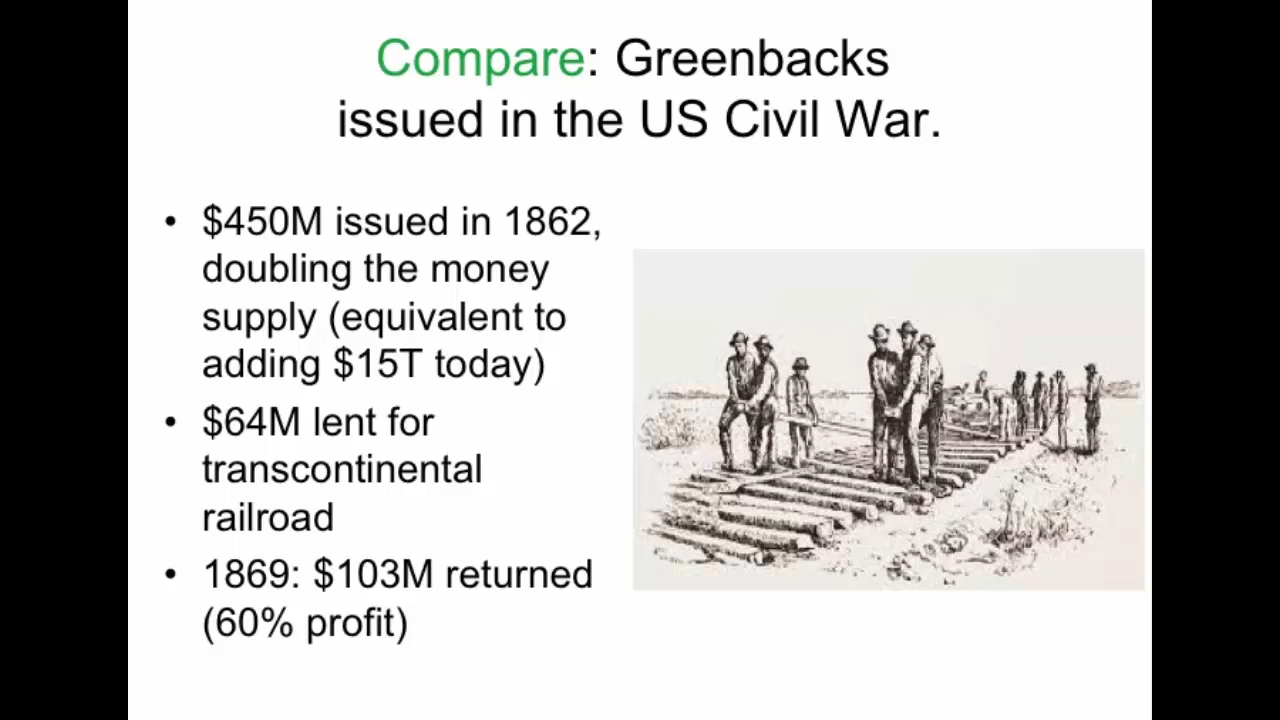 Compare: Greenbacks
issued in the US Civil War.
• $450M issued in 1862,
doubling the money
supply (equivalent to
adding $15T today)
• $64M lent for
transcontinental
railroad
• 1869: $103M returned
(60% profit)